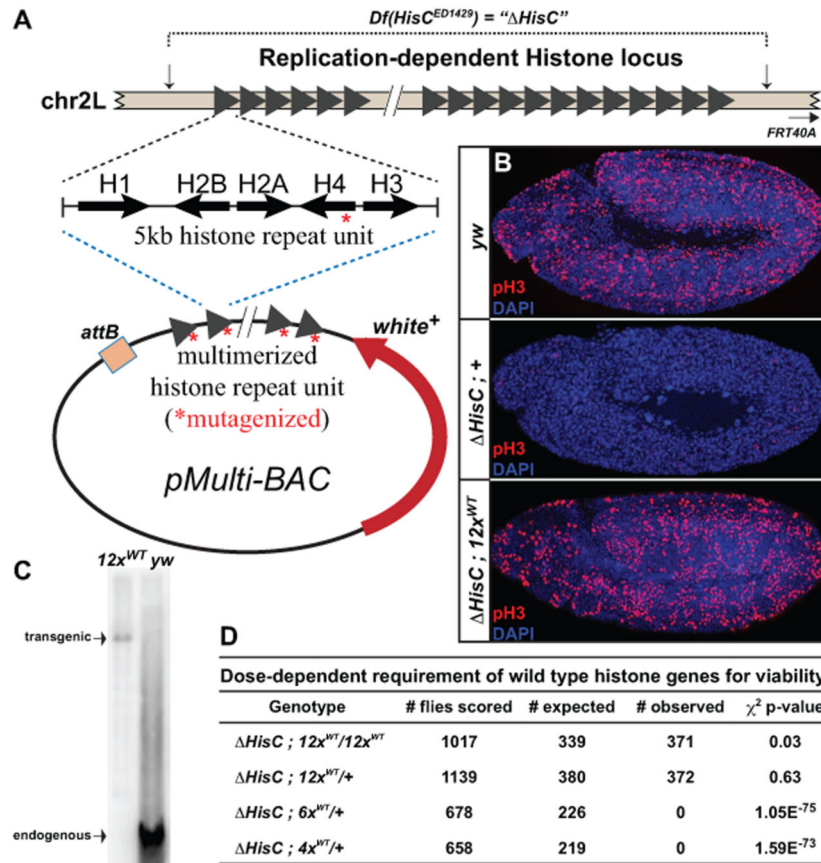 A
Df(HisC^ED1429) = "ΔHisC"
Replication-dependent Histone locus
chr2L
FRT40A
H1 H2B H2A H4 H3
*
5kb histone repeat unit
attB
white+
* * * *
multimerized
histone repeat unit
(*mutagenized)
pMulti-BAC
B
yw
pH3
DAPI
ΔHisC ; +
pH3
DAPI
ΔHisC ; 12x^WT
pH3
DAPI
C
12x^WT yw
transgenic
endogenous
D
Dose-dependent requirement of wild type histone genes for viability
Genotype # flies scored # expected # observed χ² p-value
ΔHisC ; 12x^WT/12x^WT 1017 339 371 0.03
ΔHisC ; 12x^WT/+ 1139 380 372 0.63
ΔHisC ; 6x^WT/+ 678 226 0 1.05E^-75
ΔHisC ; 4x^WT/+ 658 219 0 1.59E^-73